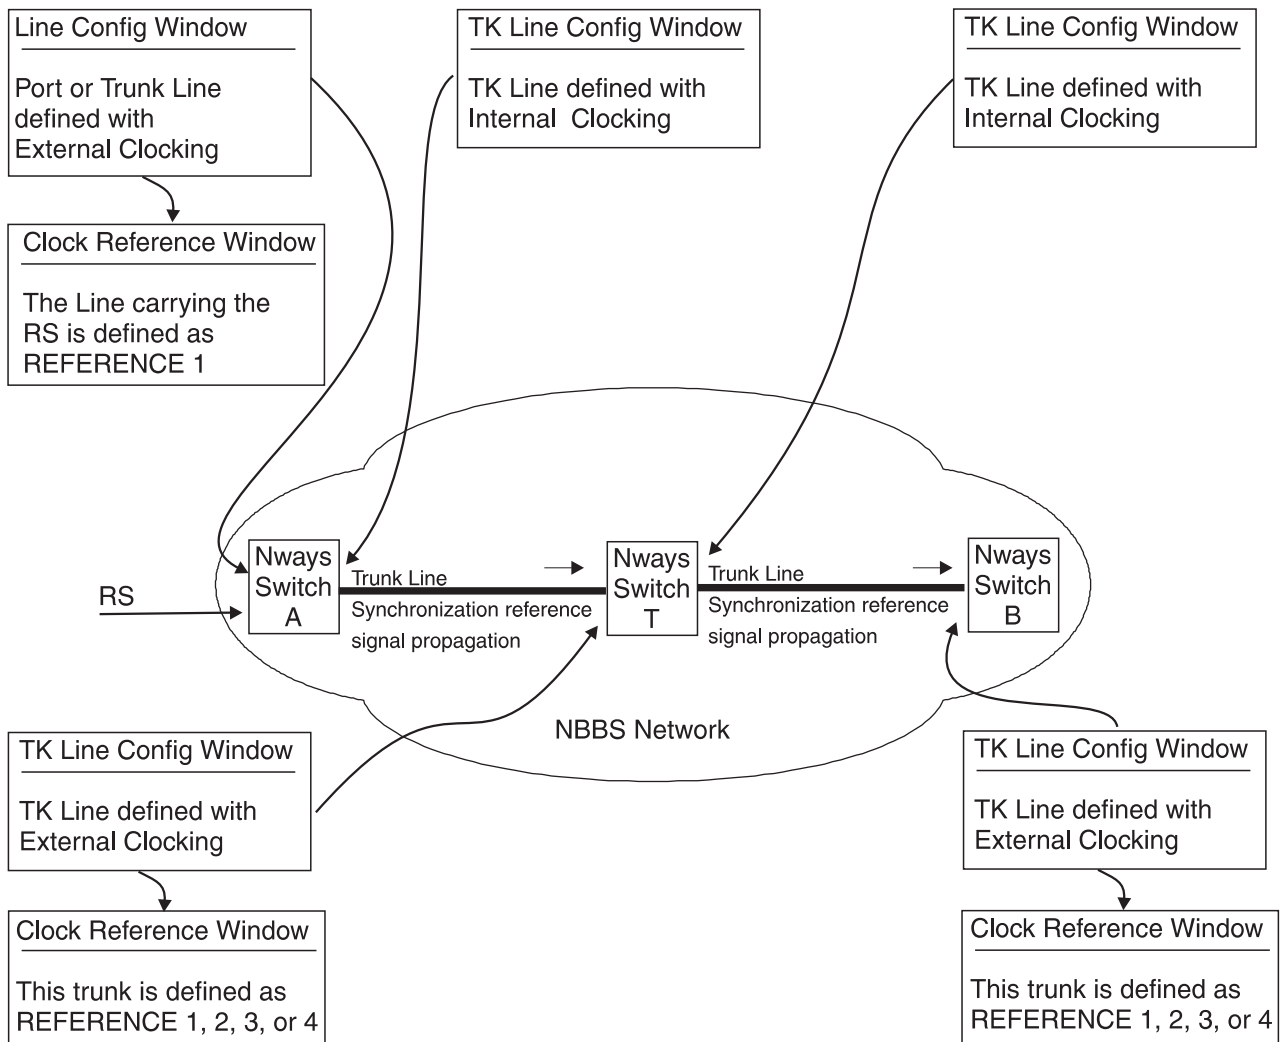 Line Config Window
Port or Trunk Line
defined with
External Clocking
TK Line Config Window
TK Line defined with
Internal Clocking
TK Line Config Window
TK Line defined with
Internal Clocking
Clock Reference Window
The Line carrying the
RS is defined as
REFERENCE 1
RS
Nways
Switch
A
Trunk Line
Synchronization reference
signal propagation
Nways
Switch
T
Trunk Line
Synchronization reference
signal propagation
Nways
Switch
B
NBBS Network
TK Line Config Window
TK Line defined with
External Clocking
Clock Reference Window
This trunk is defined as
REFERENCE 1, 2, 3, or 4
TK Line Config Window
TK Line defined with
External Clocking
Clock Reference Window
This trunk is defined as
REFERENCE 1, 2, 3, or 4